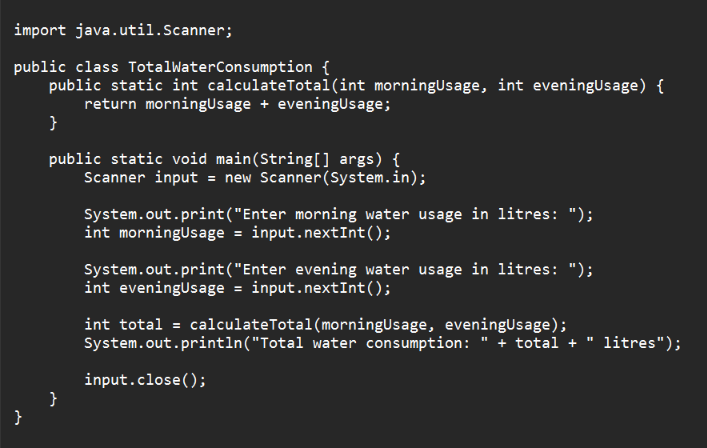 import java.util.Scanner;

public class TotalWaterConsumption {
    public static int calculateTotal(int morningUsage, int eveningUsage) {
        return morningUsage + eveningUsage;
    }

    public static void main(String[] args) {
        Scanner input = new Scanner(System.in);

        System.out.print("Enter morning water usage in litres: ");
        int morningUsage = input.nextInt();

        System.out.print("Enter evening water usage in litres: ");
        int eveningUsage = input.nextInt();

        int total = calculateTotal(morningUsage, eveningUsage);
        System.out.println("Total water consumption: " + total + " litres");

        input.close();
    }
}